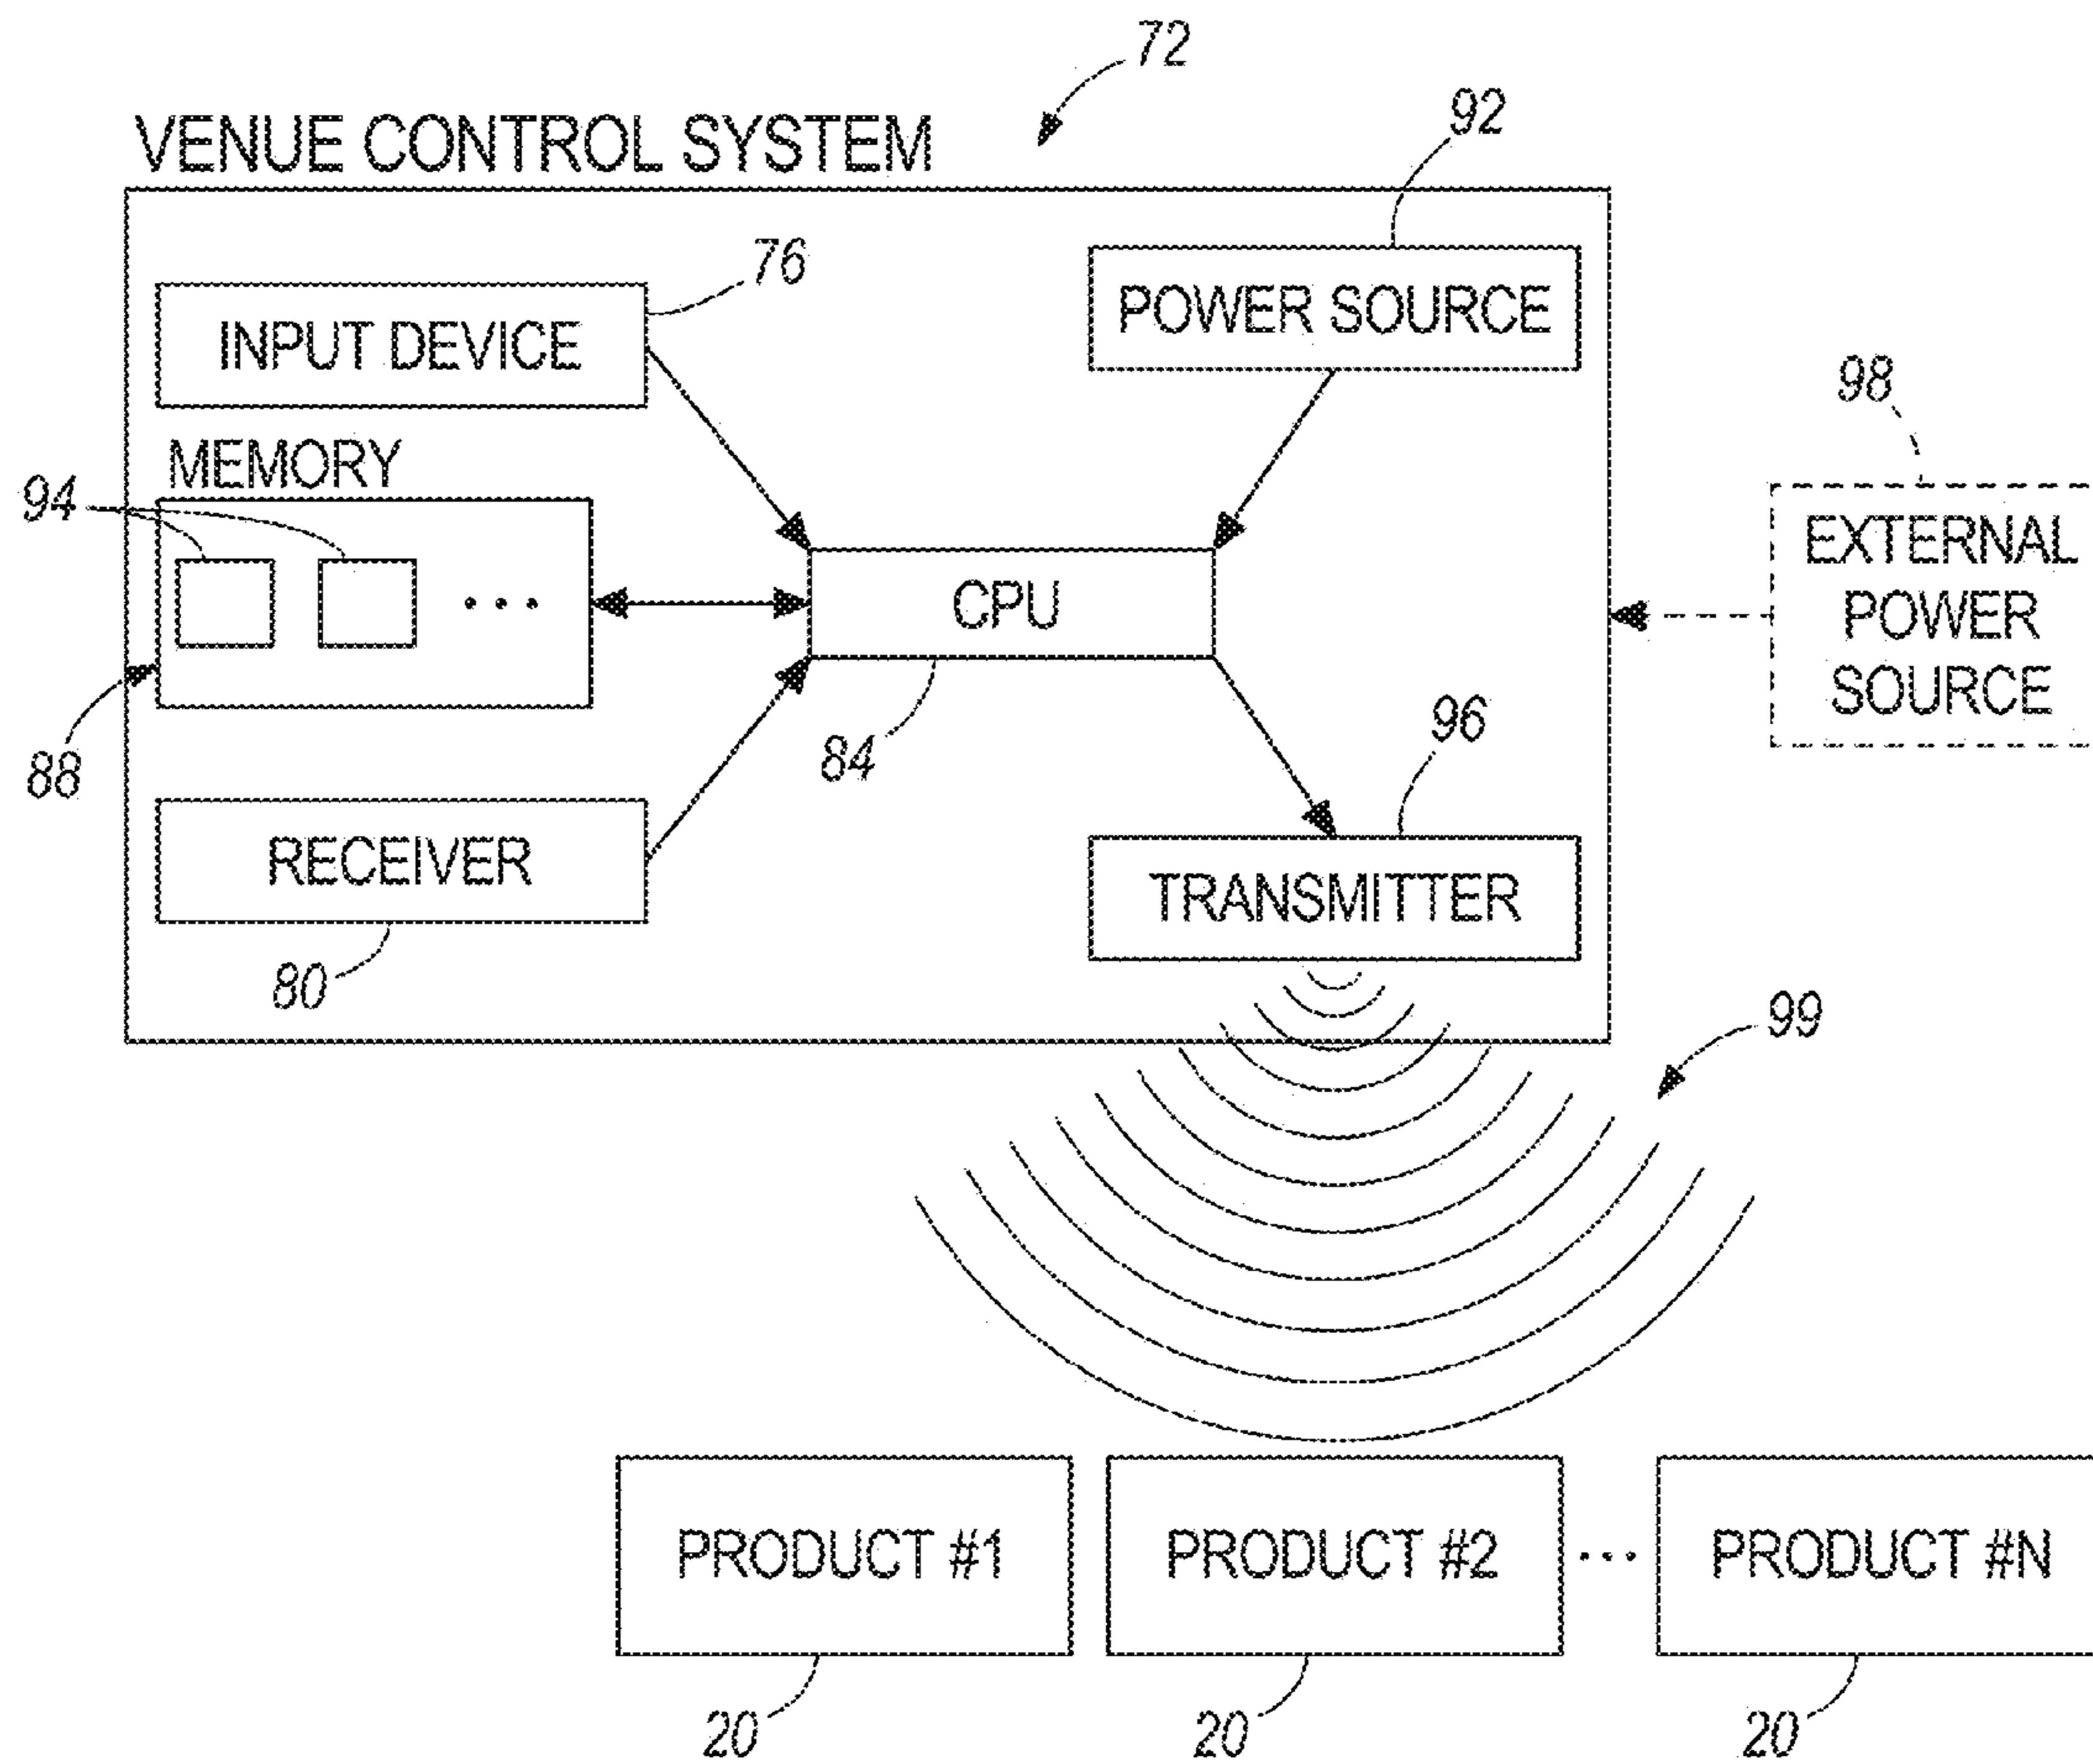 72
VENUE CONTROL SYSTEM
92
76
INPUT DEVICE
POWER SOURCE
98
MEMORY
94
...
CPU
EXTERNAL
POWER
SOURCE
88
84
96
RECEIVER
TRANSMITTER
80
99
PRODUCT #1
PRODUCT #2
...
PRODUCT #N
20
20
20